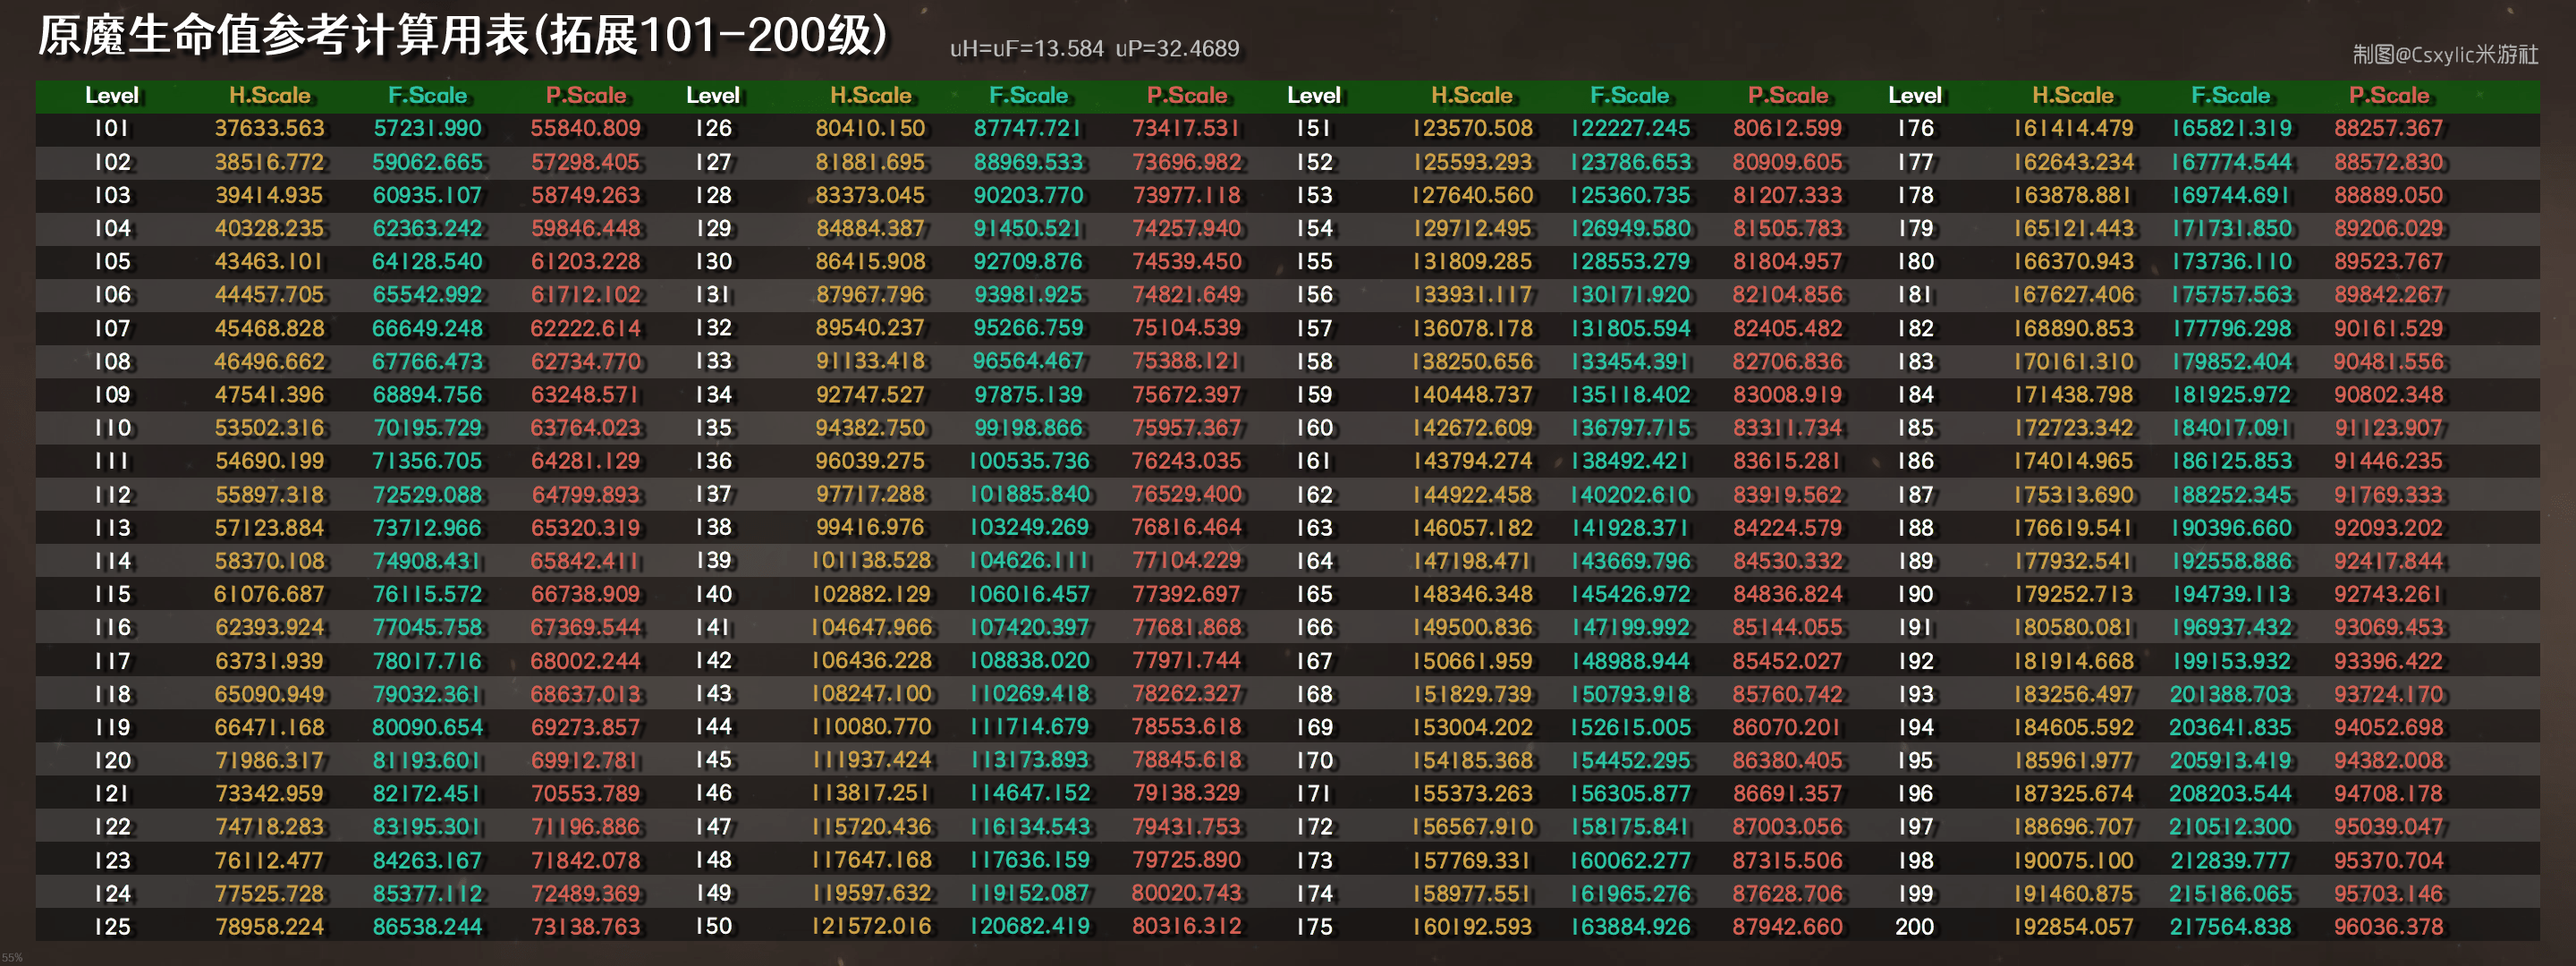 原魔生命值参考计算用表(拓展101-200级)
uH=uF=13.584 uP=32.4689
制图@Csxylic米游社
Level H.Scale F.Scale P.Scale Level H.Scale F.Scale P.Scale Level H.Scale F.Scale P.Scale Level H.Scale F.Scale P.Scale
101 37633.563 57231.990 55840.809 126 80410.150 87747.721 73417.531 151 123570.508 122227.245 80612.599 176 161414.479 165821.319 88257.367
102 38516.772 59062.665 57298.405 127 81881.695 88969.533 73696.982 152 125593.293 123786.653 80909.605 177 162643.234 167774.544 88572.830
103 39414.935 60935.107 58749.263 128 83373.045 90203.770 73977.118 153 127640.560 125360.735 81207.333 178 163878.881 169744.691 88889.050
104 40328.235 62363.242 59846.448 129 84884.387 91450.521 74257.940 154 129712.495 126949.580 81505.783 179 165121.443 171731.850 89206.029
105 43463.101 64128.540 61203.228 130 86415.908 92709.876 74539.450 155 131809.285 128553.279 81804.957 180 166370.943 173736.110 89523.767
106 44457.705 65542.992 61712.102 131 87967.796 93981.925 74821.649 156 133931.117 130171.920 82104.856 181 167627.406 175757.563 89842.267
107 45468.828 66649.248 62222.614 132 89540.237 95266.759 75104.539 157 136078.178 131805.594 82405.482 182 168890.853 177796.298 90161.529
108 46496.662 67766.473 62734.770 133 91133.418 96564.467 75388.121 158 138250.656 133454.391 82706.836 183 170161.310 179852.404 90481.556
109 47541.396 68894.756 63248.571 134 92747.527 97875.139 75672.397 159 140448.737 135118.402 83008.919 184 171438.798 181925.972 90802.348
110 53502.316 70195.729 63764.023 135 94382.750 99198.866 75957.367 160 142672.609 136797.715 83311.734 185 172723.342 184017.091 91123.907
111 54690.199 71356.705 64281.129 136 96039.275 100535.736 76243.035 161 143794.274 138492.421 83615.281 186 174014.965 186125.853 91446.235
112 55897.318 72529.088 64799.893 137 97717.288 101885.840 76529.400 162 144922.458 140202.610 83919.562 187 175313.690 188252.345 91769.333
113 57123.884 73712.966 65320.319 138 99416.976 103249.269 76816.464 163 146057.182 141928.371 84224.579 188 176619.541 190396.660 92093.202
114 58370.108 74908.431 65842.411 139 101138.528 104626.111 77104.229 164 147198.471 143669.796 84530.332 189 177932.541 192558.886 92417.844
115 61076.687 76115.572 66738.909 140 102882.129 106016.457 77392.697 165 148346.348 145426.972 84836.824 190 179252.713 194739.113 92743.261
116 62393.924 77045.758 67369.544 141 104647.966 107420.397 77681.868 166 149500.836 147199.992 85144.055 191 180580.081 196937.432 93069.453
117 63731.939 78017.716 68002.244 142 106436.228 108838.020 77971.744 167 150661.959 148988.944 85452.027 192 181914.668 199153.932 93396.422
118 65090.949 79032.361 68637.013 143 108247.100 110269.418 78262.327 168 151829.739 150793.918 85760.742 193 183256.497 201388.703 93724.170
119 66471.168 80090.654 69273.857 144 110080.770 111714.679 78553.618 169 153004.202 152615.005 86070.201 194 184605.592 203641.835 94052.698
120 71986.317 81193.601 69912.781 145 111937.424 113173.893 78845.618 170 154185.368 154452.295 86380.405 195 185961.977 205913.419 94382.008
121 73342.959 82172.451 70553.789 146 113817.251 114647.152 79138.329 171 155373.263 156305.877 86691.357 196 187325.674 208203.544 94708.178
122 74718.283 83195.301 71196.886 147 115720.436 116134.543 79431.753 172 156567.910 158175.841 87003.056 197 188696.707 210512.300 95039.047
123 76112.477 84263.167 71842.078 148 117647.168 117636.159 79725.890 173 157769.331 160062.277 87315.506 198 190075.100 212839.777 95370.704
124 77525.728 85377.112 72489.369 149 119597.632 119152.087 80020.743 174 158977.551 161965.276 87628.706 199 191460.875 215186.065 95703.146
125 78958.224 86538.244 73138.763 150 121572.016 120682.419 80316.312 175 160192.593 163884.926 87942.660 200 192854.057 217564.838 96036.378
55%